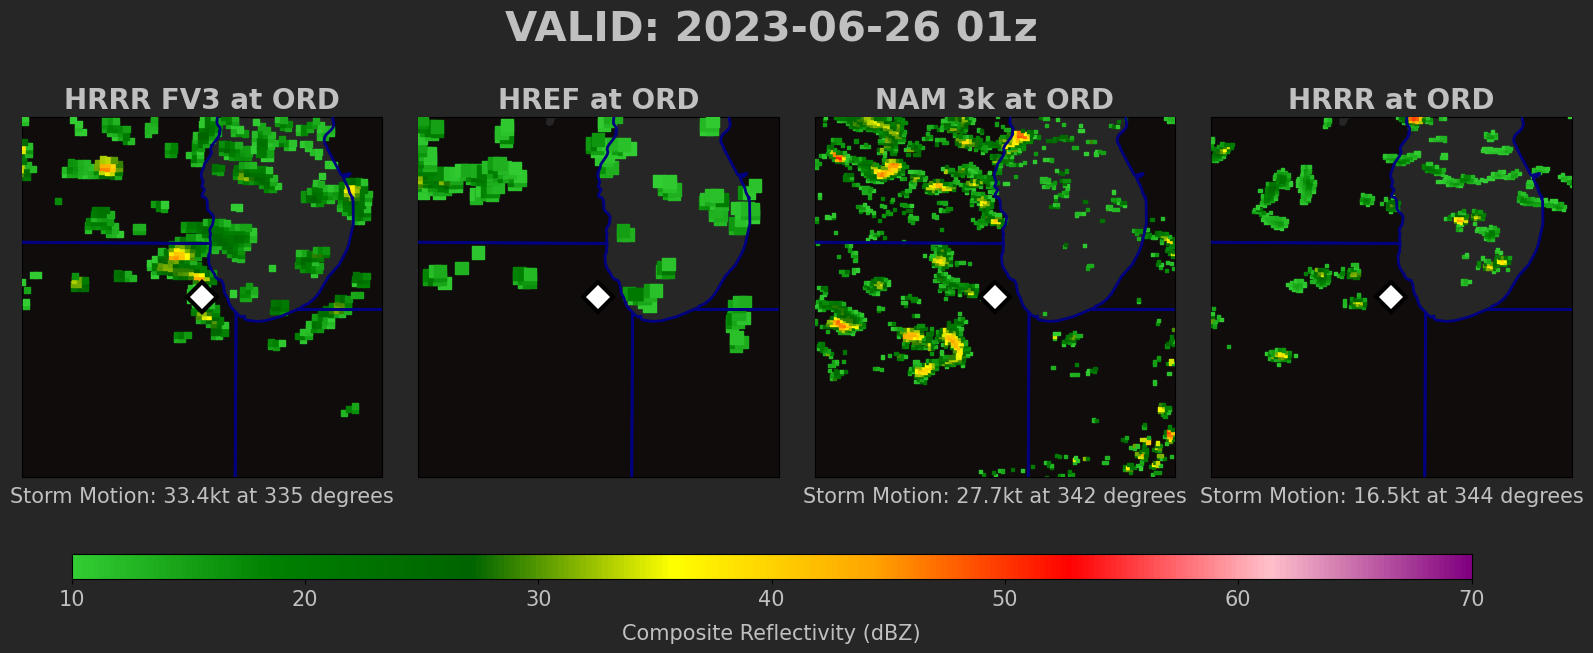 VALID: 2023-06-26 01z
HRRR FV3 at ORD
HREF at ORD
NAM 3k at ORD
HRRR at ORD
Storm Motion: 33.4kt at 335 degrees
Storm Motion: 27.7kt at 342 degrees
Storm Motion: 16.5kt at 344 degrees
10 20 30 40 50 60 70
Composite Reflectivity (dBZ)